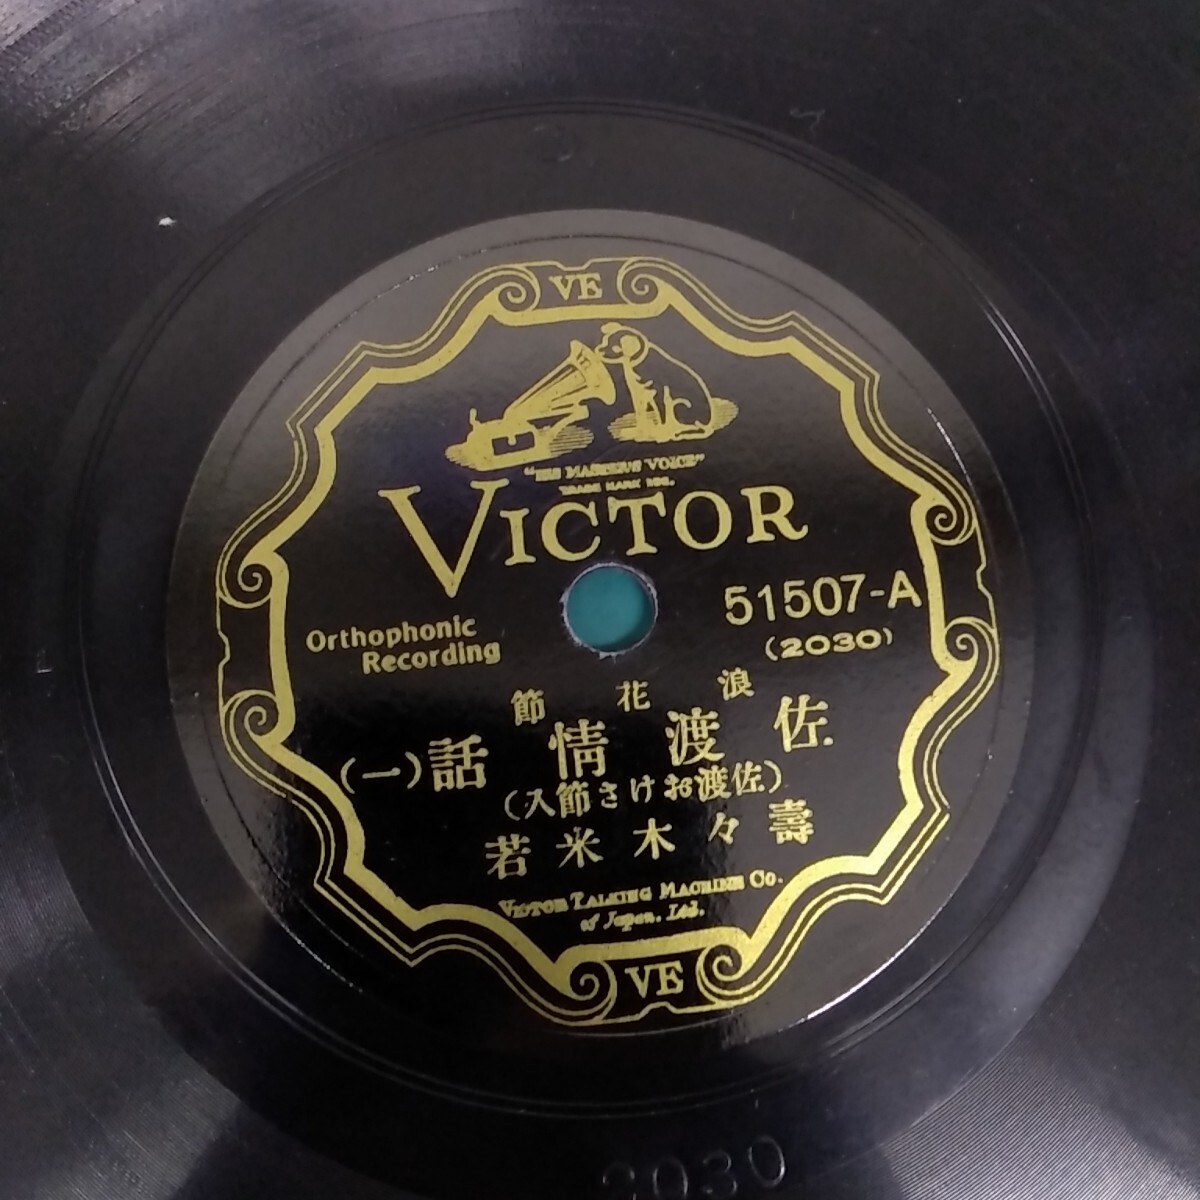 VE
"HIS MASTER'S VOICE"
TRADE MARK REG.
VICTOR
Orthophonic
Recording
51507-A
(2030)
浪花節
佐渡情話(一)
(佐渡おけさ節入)
壽々木米若
VICTOR TALKING MACHINE CO.
of Japan. Ltd.
VE
2030